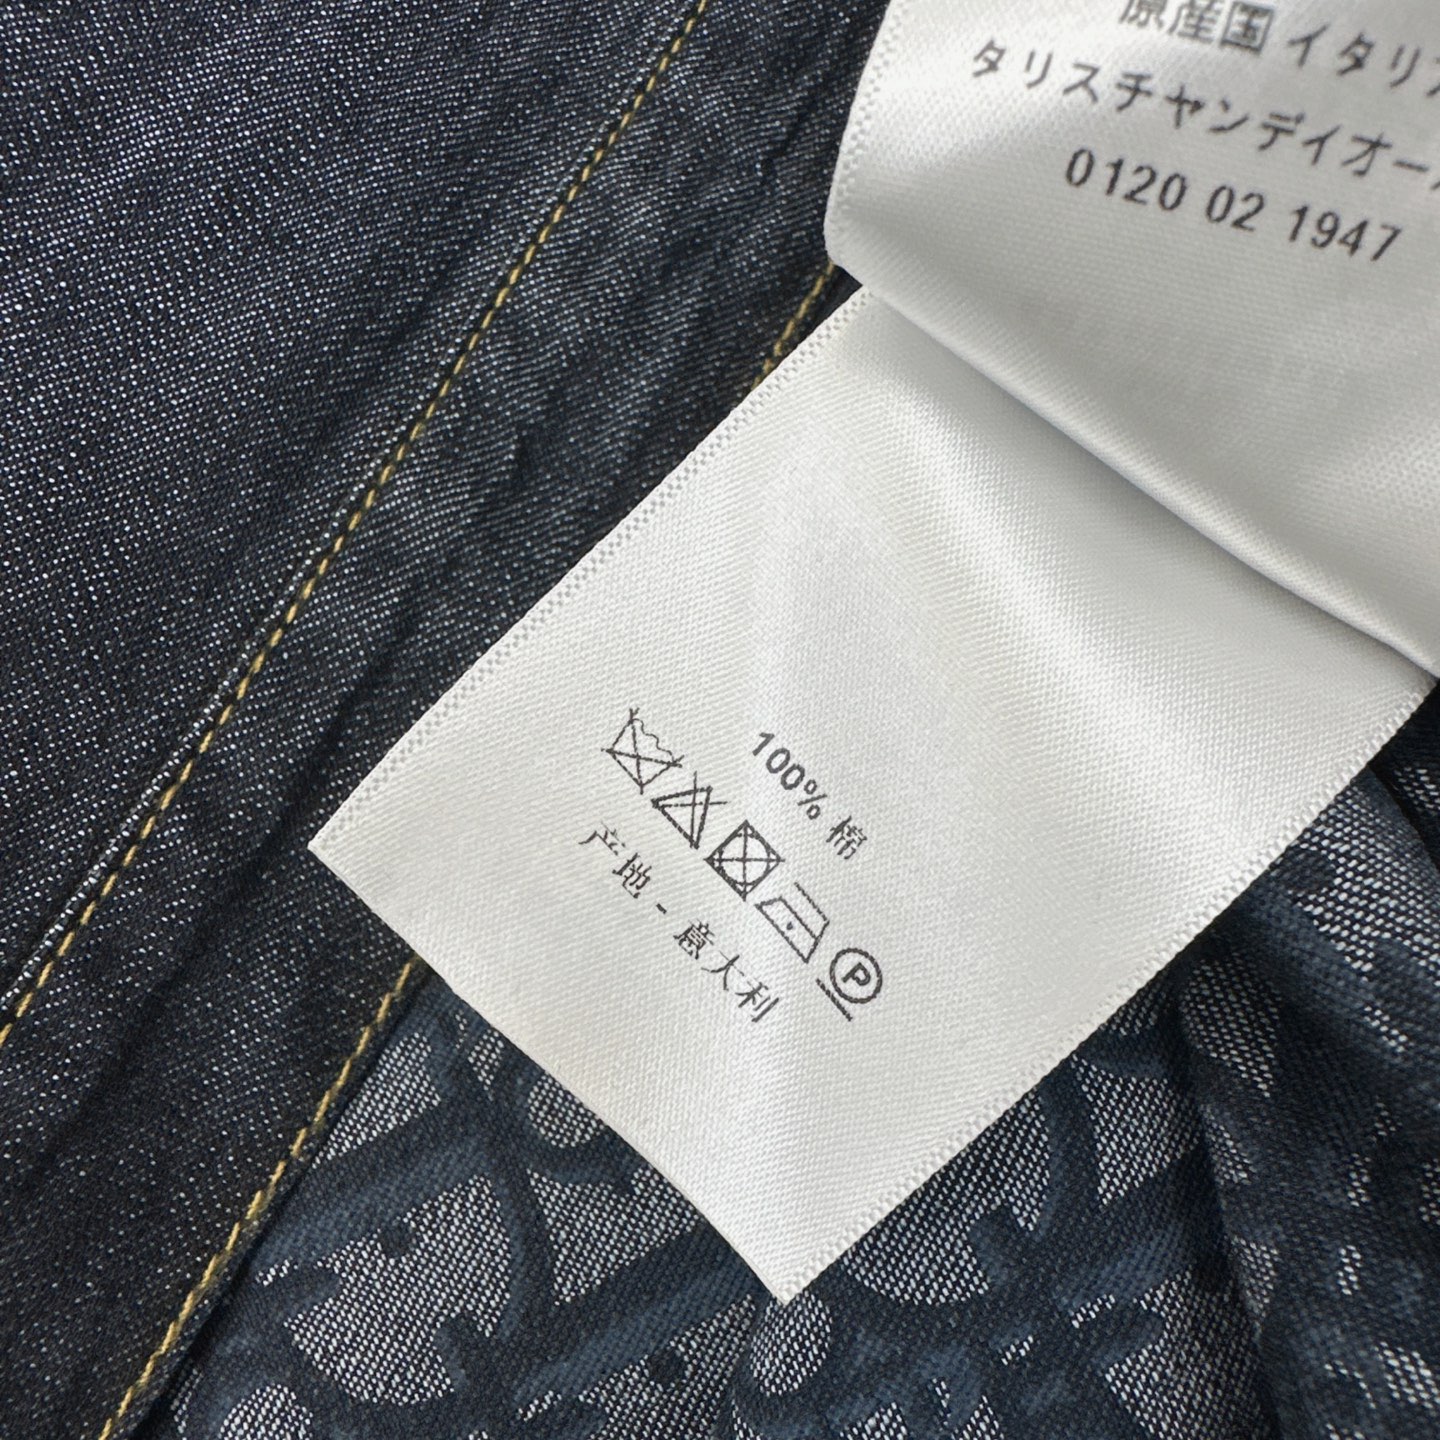 原産国 イタリア
タリスチャンディオール
0120 02 1947
100% 棉
P
产地 - 意大利